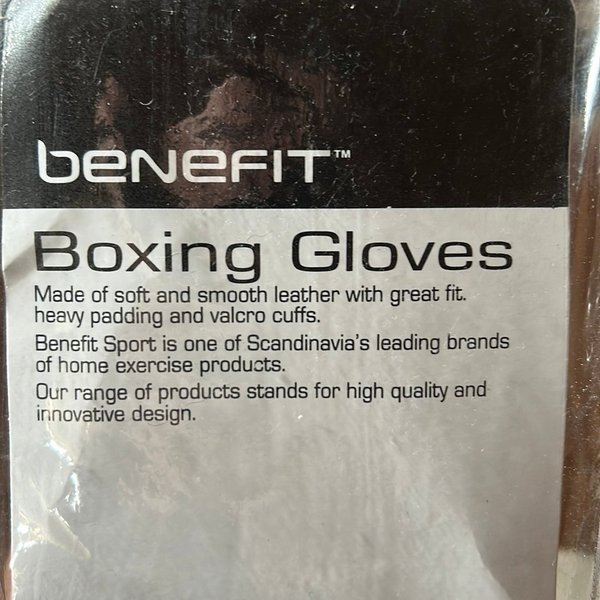 BENEFIT™
Boxing Gloves
Made of soft and smooth leather with great fit.
heavy padding and valcro cuffs.
Benefit Sport is one of Scandinavia's leading brands
of home exercise products.
Our range of products stands for high quality and
innovative design.